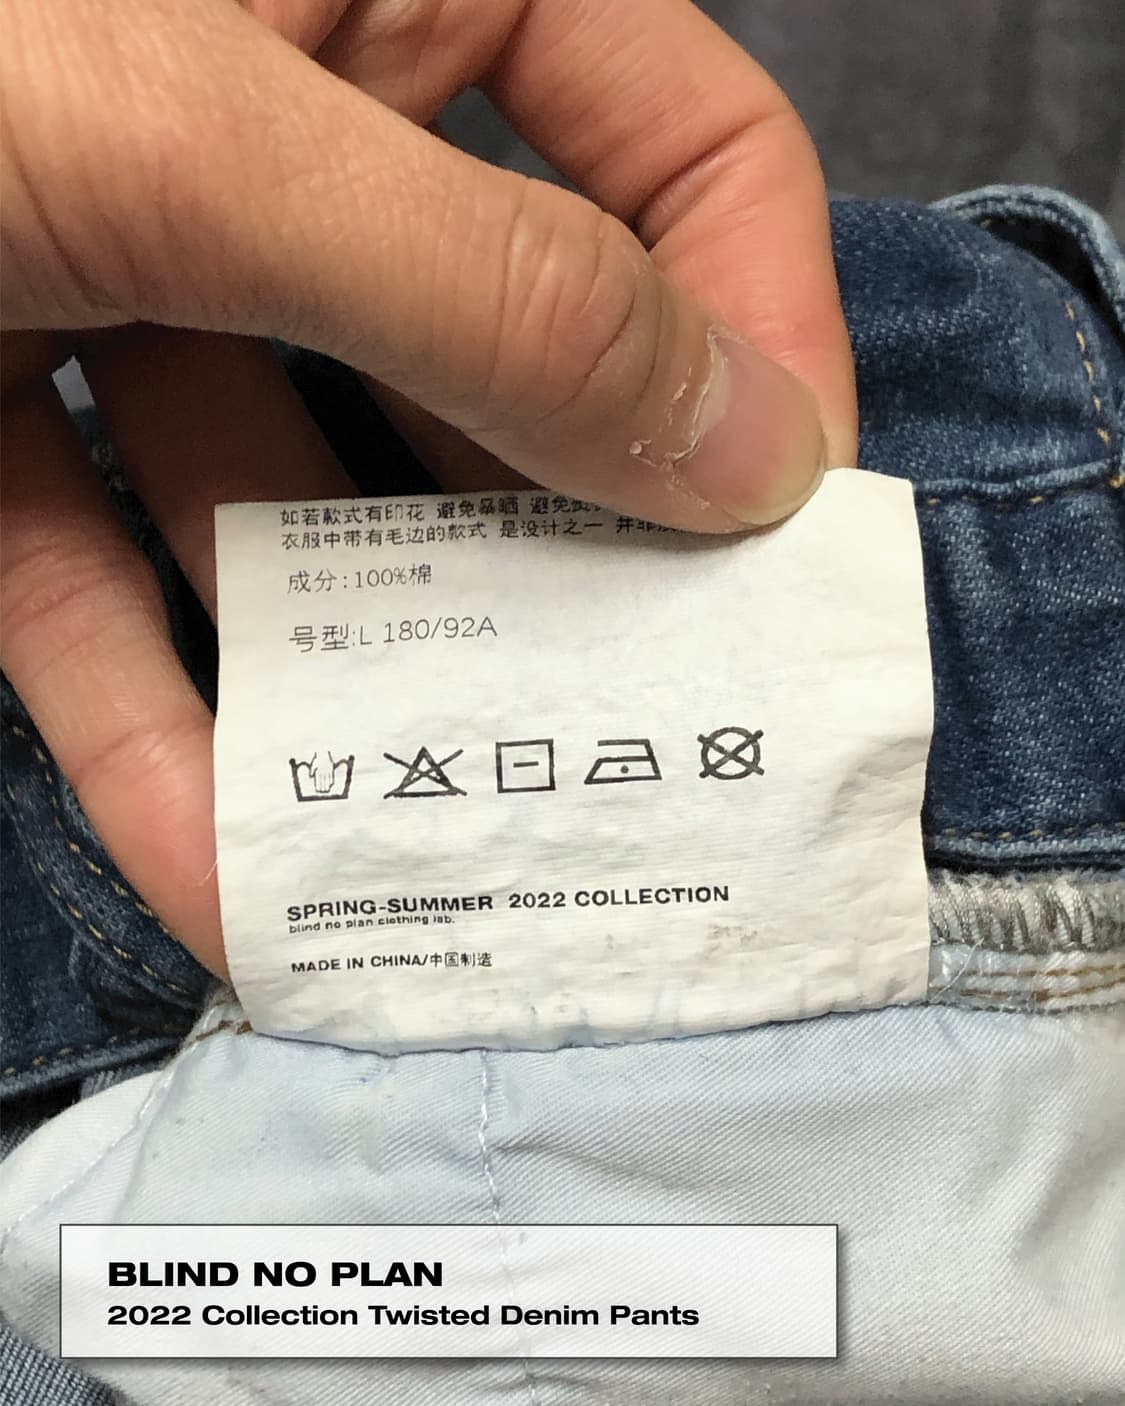 如若款式有印花 避免暴晒 避免
衣服中带有毛边的款式 是设计之一 并非
成分:100%棉
号型:L 180/92A
SPRING-SUMMER 2022 COLLECTION
blind no plan clothing lab.
MADE IN CHINA/中国制造
BLIND NO PLAN
2022 Collection Twisted Denim Pants